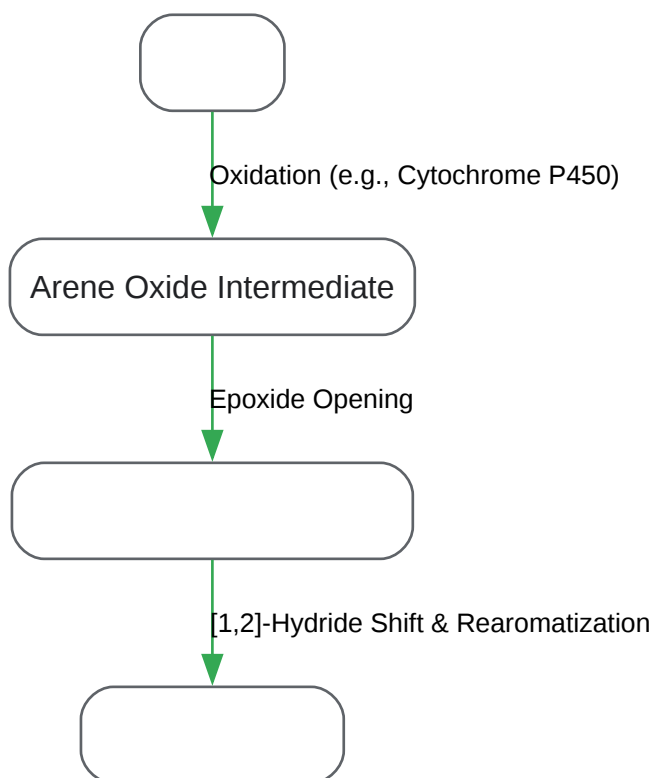 Oxidation (e.g., Cytochrome P450)
Arene Oxide Intermediate
Epoxide Opening
[1,2]-Hydride Shift & Rearomatization